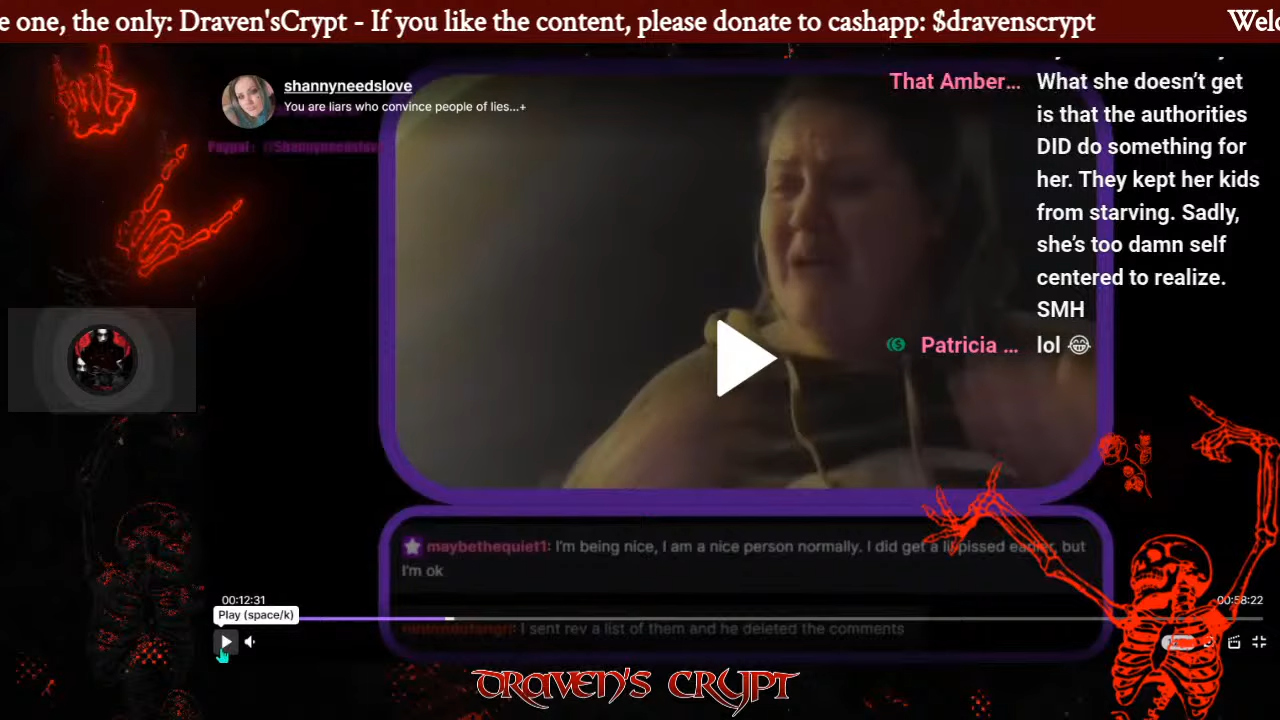 e one, the only: Draven'sCrypt - If you like the content, please donate to cashapp: $dravenscrypt
Welc
shannyneedslove
You are liars who convince people of lies...+
Paypal: @Shannyneedslove
That Amber...
What she doesn't get
is that the authorities
DID do something for
her. They kept her kids
from starving. Sadly,
she's too damn self
centered to realize.
SMH
Patricia ... lol 😂
maybethequiet1: I'm being nice, I am a nice person normally. I did get a lil pissed earlier, but
I'm ok
00:12:31
00:58:22
Play (space/k)
I sent rev a list of them and he deleted the comments
DRAVEN'S CRYPT